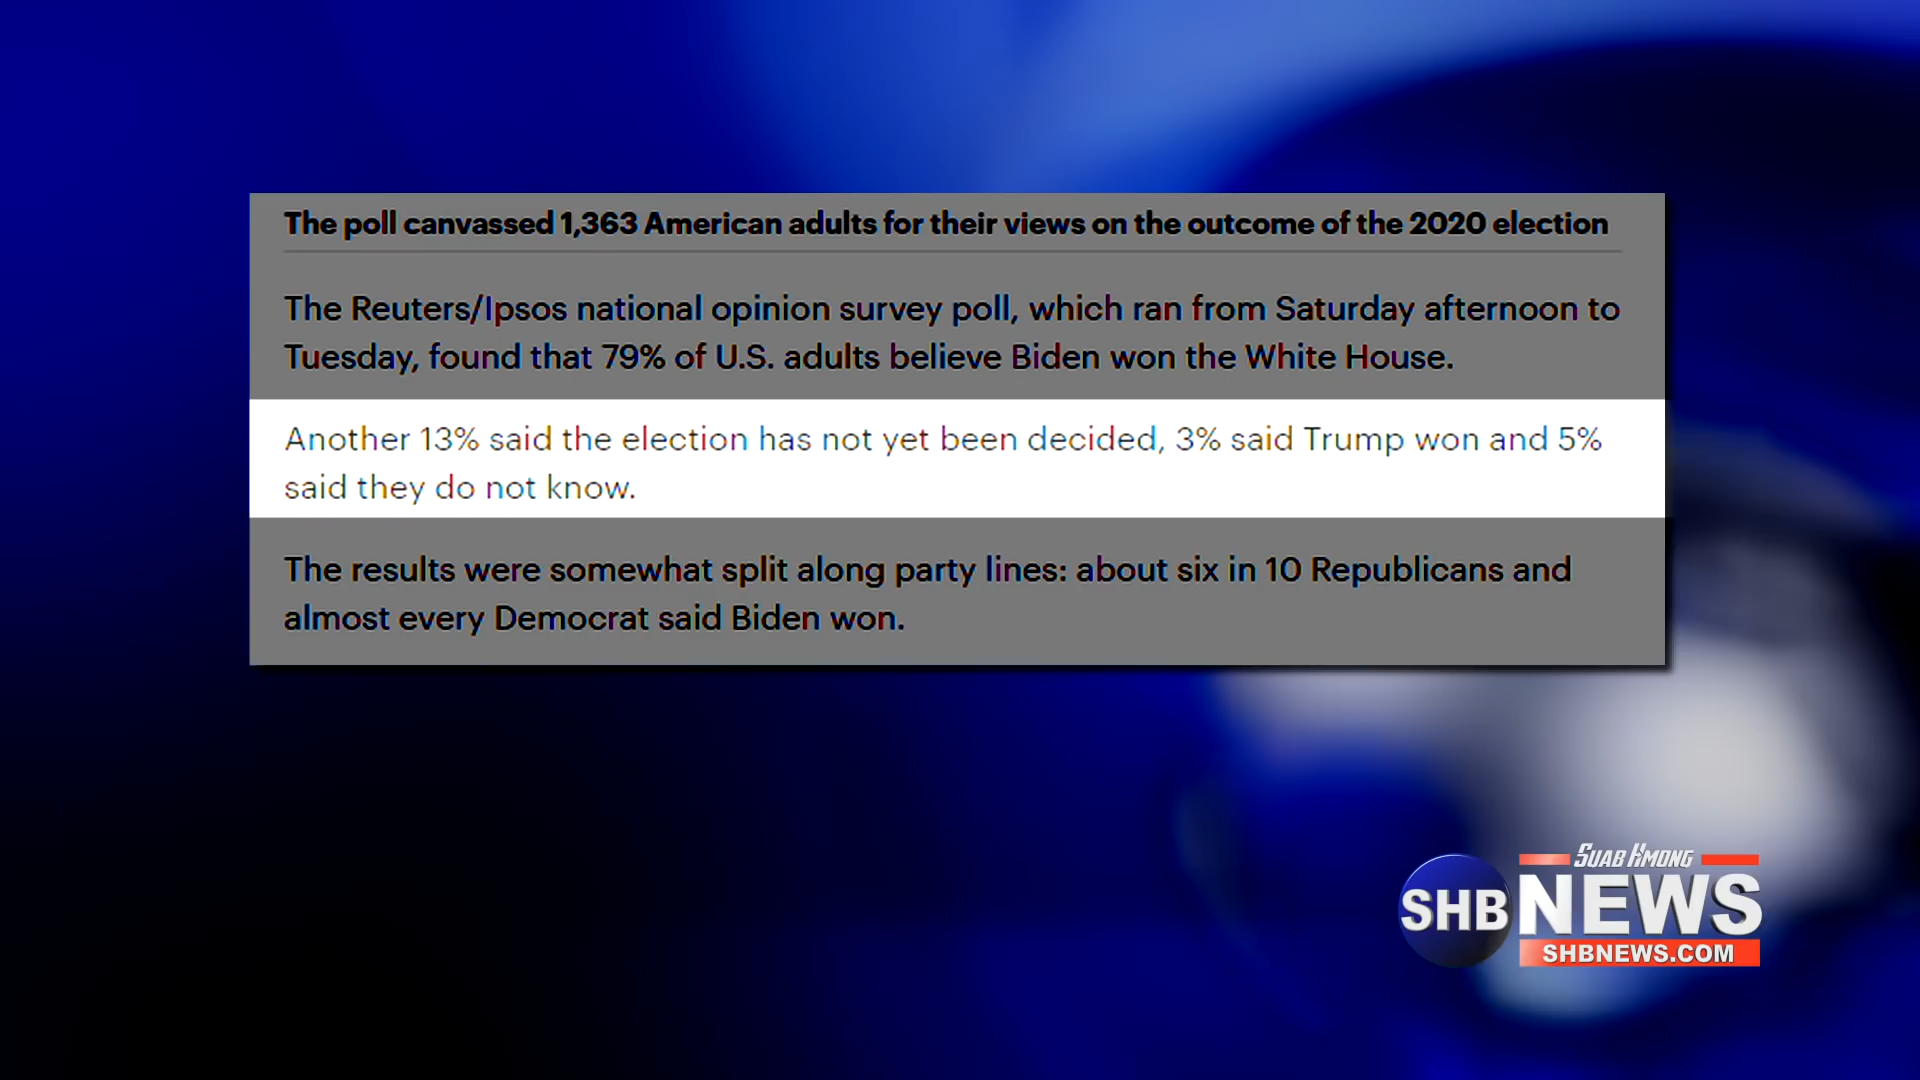 The poll canvassed 1,363 American adults for their views on the outcome of the 2020 election
The Reuters/Ipsos national opinion survey poll, which ran from Saturday afternoon to
Tuesday, found that 79% of U.S. adults believe Biden won the White House.
Another 13% said the election has not yet been decided, 3% said Trump won and 5%
said they do not know.
The results were somewhat split along party lines: about six in 10 Republicans and
almost every Democrat said Biden won.
SUAB HMONG
SHB NEWS
SHBNEWS.COM